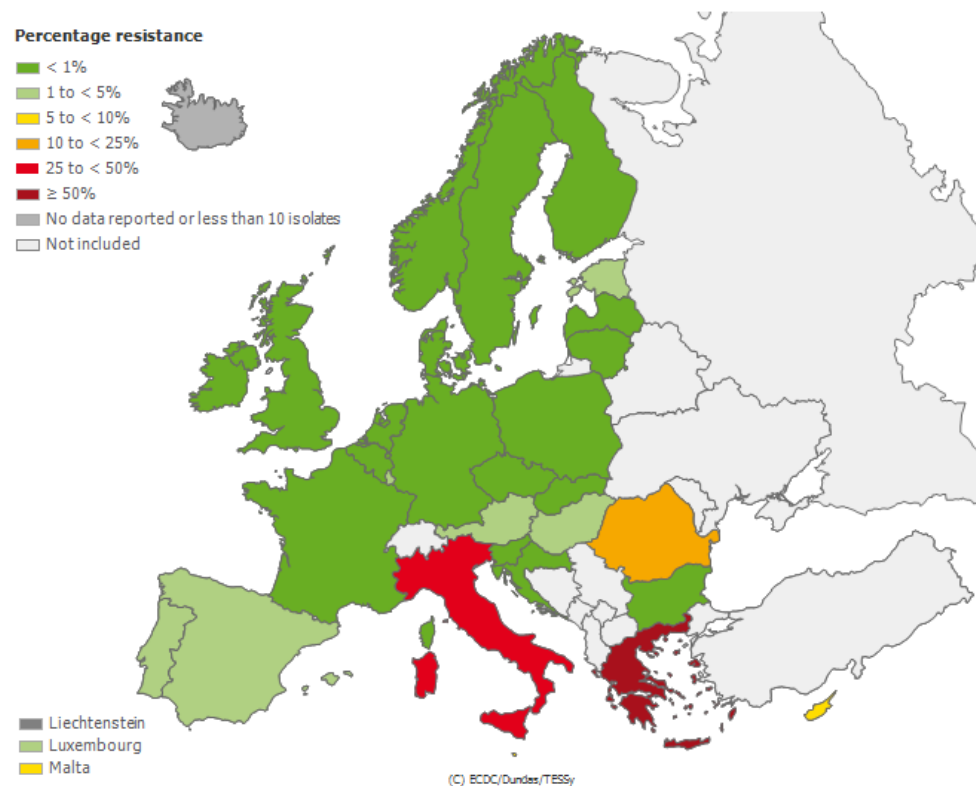 Percentage resistance
< 1%
1 to < 5%
5 to < 10%
10 to < 25%
25 to < 50%
≥ 50%
No data reported or less than 10 isolates
Not included
Liechtenstein
Luxembourg
Malta
(C) ECDC/Dundas/TESSy